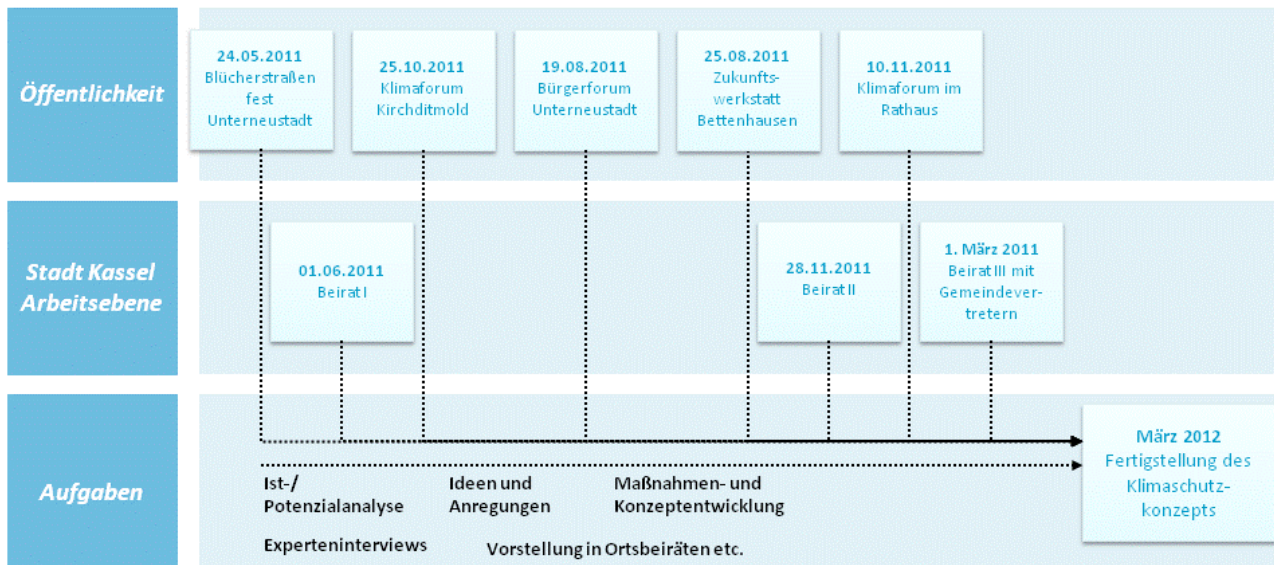 Öffentlichkeit
24.05.2011
Blücherstraßen
fest
Unterneustadt
25.10.2011
Klimaforum
Kirchditmold
19.08.2011
Bürgerforum
Unterneustadt
25.08.2011
Zukunfts-
werkstatt
Bettenhausen
10.11.2011
Klimaforum im
Rathaus
Stadt Kassel
Arbeitsebene
01.06.2011
Beirat I
28.11.2011
Beirat II
1. März 2011
Beirat III mit
Gemeindever-
tretern
Aufgaben
Ist-/
Potenzialanalyse
Ideen und
Anregungen
Maßnahmen- und
Konzeptentwicklung
Experteninterviews
Vorstellung in Ortsbeiräten etc.
März 2012
Fertigstellung des
Klimaschutz-
konzepts